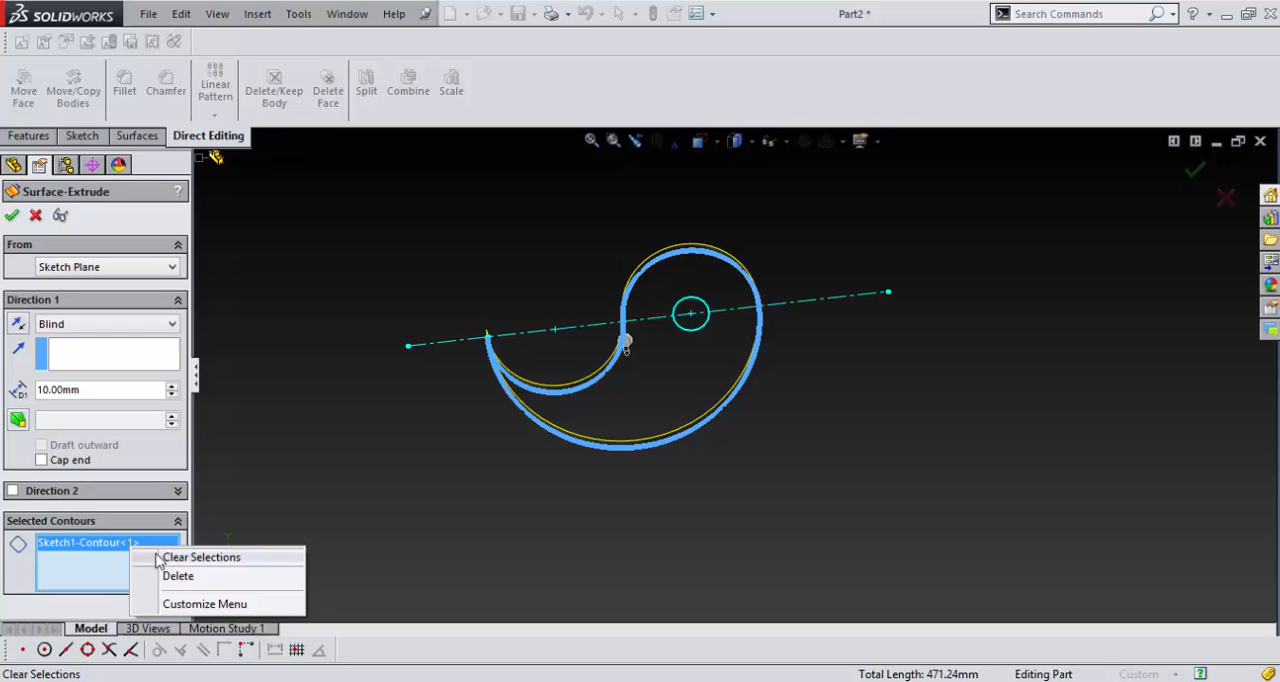 SOLIDWORKS File Edit View Insert Tools Window Help Part2 * Search Commands ?
Move Face Move/Copy Bodies Fillet Chamfer Linear Pattern Delete/Keep Body Delete Face Split Combine Scale
Features Sketch Surfaces Direct Editing
Surface-Extrude ?
From
Sketch Plane
Direction 1
Blind
D1 10.00mm
Draft outward
Cap end
Direction 2
Selected Contours
Sketch1-Contour<1>
Clear Selections
Delete
Customize Menu
Model 3D Views Motion Study 1
Clear Selections Total Length: 471.24mm Editing Part Custom ?